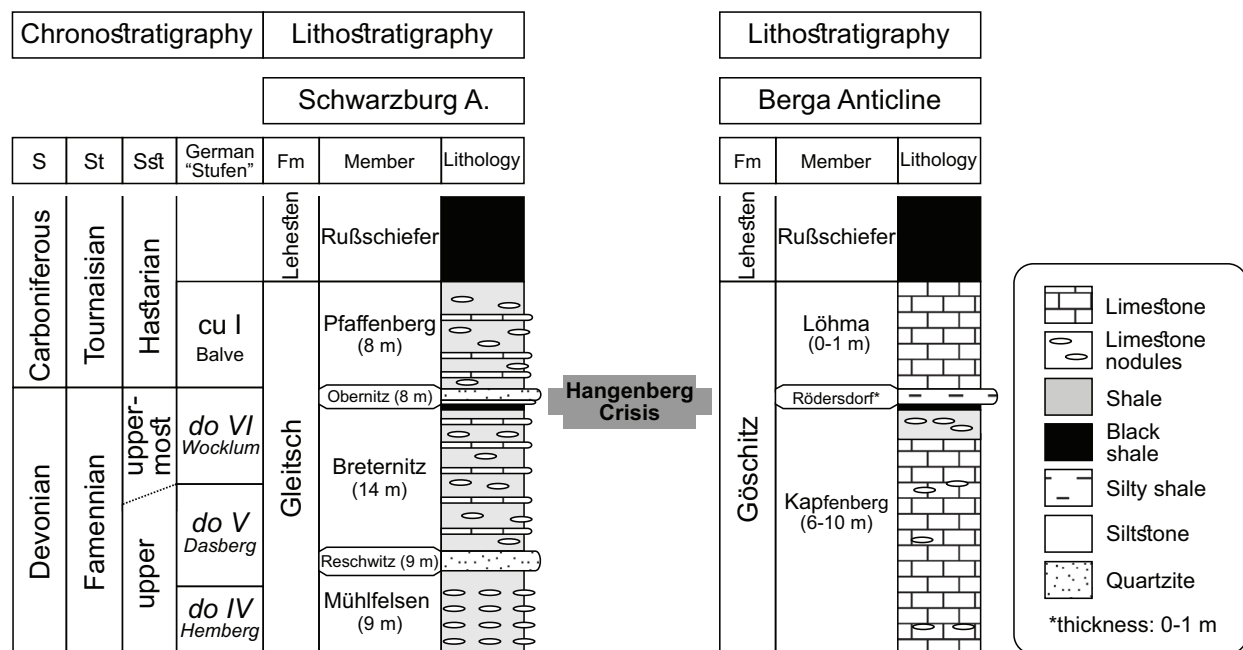 Chronostratigraphy
Lithostratigraphy
Lithostratigraphy
Schwarzburg A.
Berga Anticline
S
St
Sst
German
"Stufen"
Fm
Member
Lithology
Fm
Member
Lithology
Carboniferous
Tournaisian
Hastarian
cu I
Balve
Devonian
Famennian
upper-
most
upper
do VI
Wocklum
do V
Dasberg
do IV
Hemberg
Lehesten
Rußschiefer
Gleitsch
Pfaffenberg
(8 m)
Obernitz (8 m)
Breternitz
(14 m)
Reschwitz (9 m)
Mühlfelsen
(9 m)
Hangenberg
Crisis
Lehesten
Rußschiefer
Göschitz
Löhma
(0-1 m)
Rödersdorf*
Kapfenberg
(6-10 m)
Limestone
Limestone
nodules
Shale
Black
shale
Silty shale
Siltstone
Quartzite
*thickness: 0-1 m